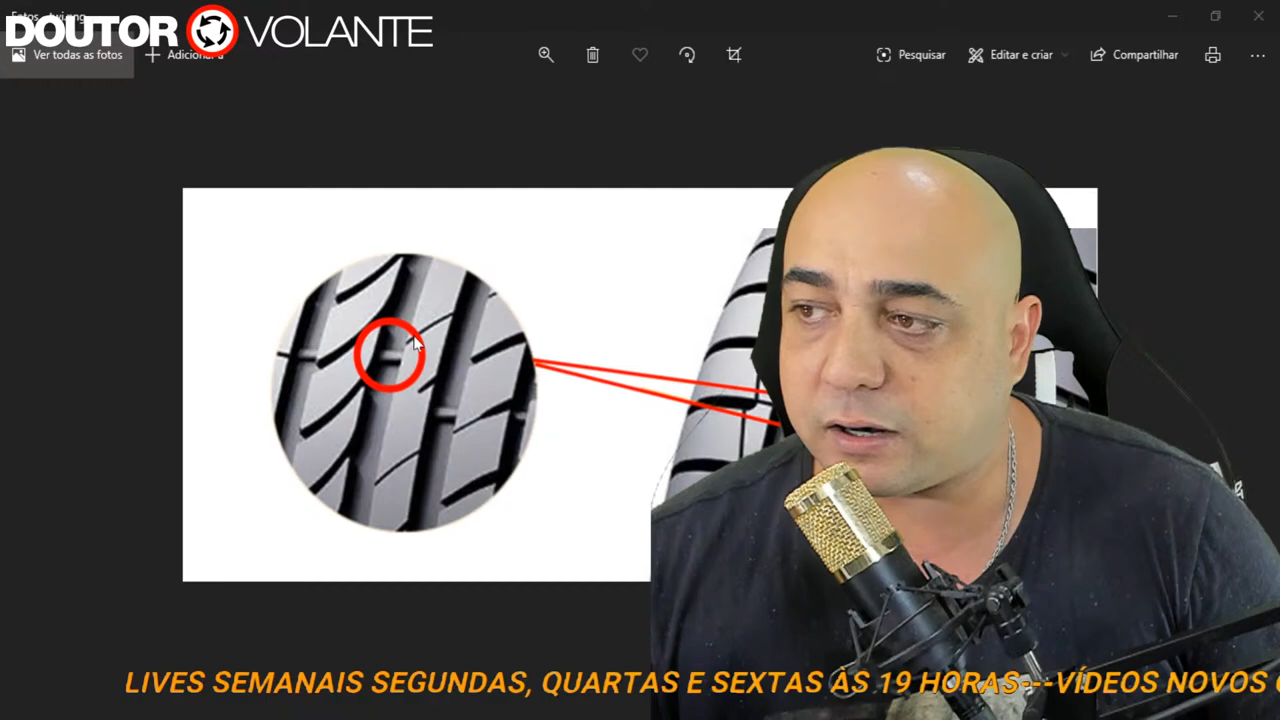 DOUTOR VOLANTE
Ver todas as fotos
Pesquisar
Editar e criar
Compartilhar
LIVES SEMANAIS SEGUNDAS, QUARTAS E SEXTAS ÀS 19 HORAS---VÍDEOS NOVOS